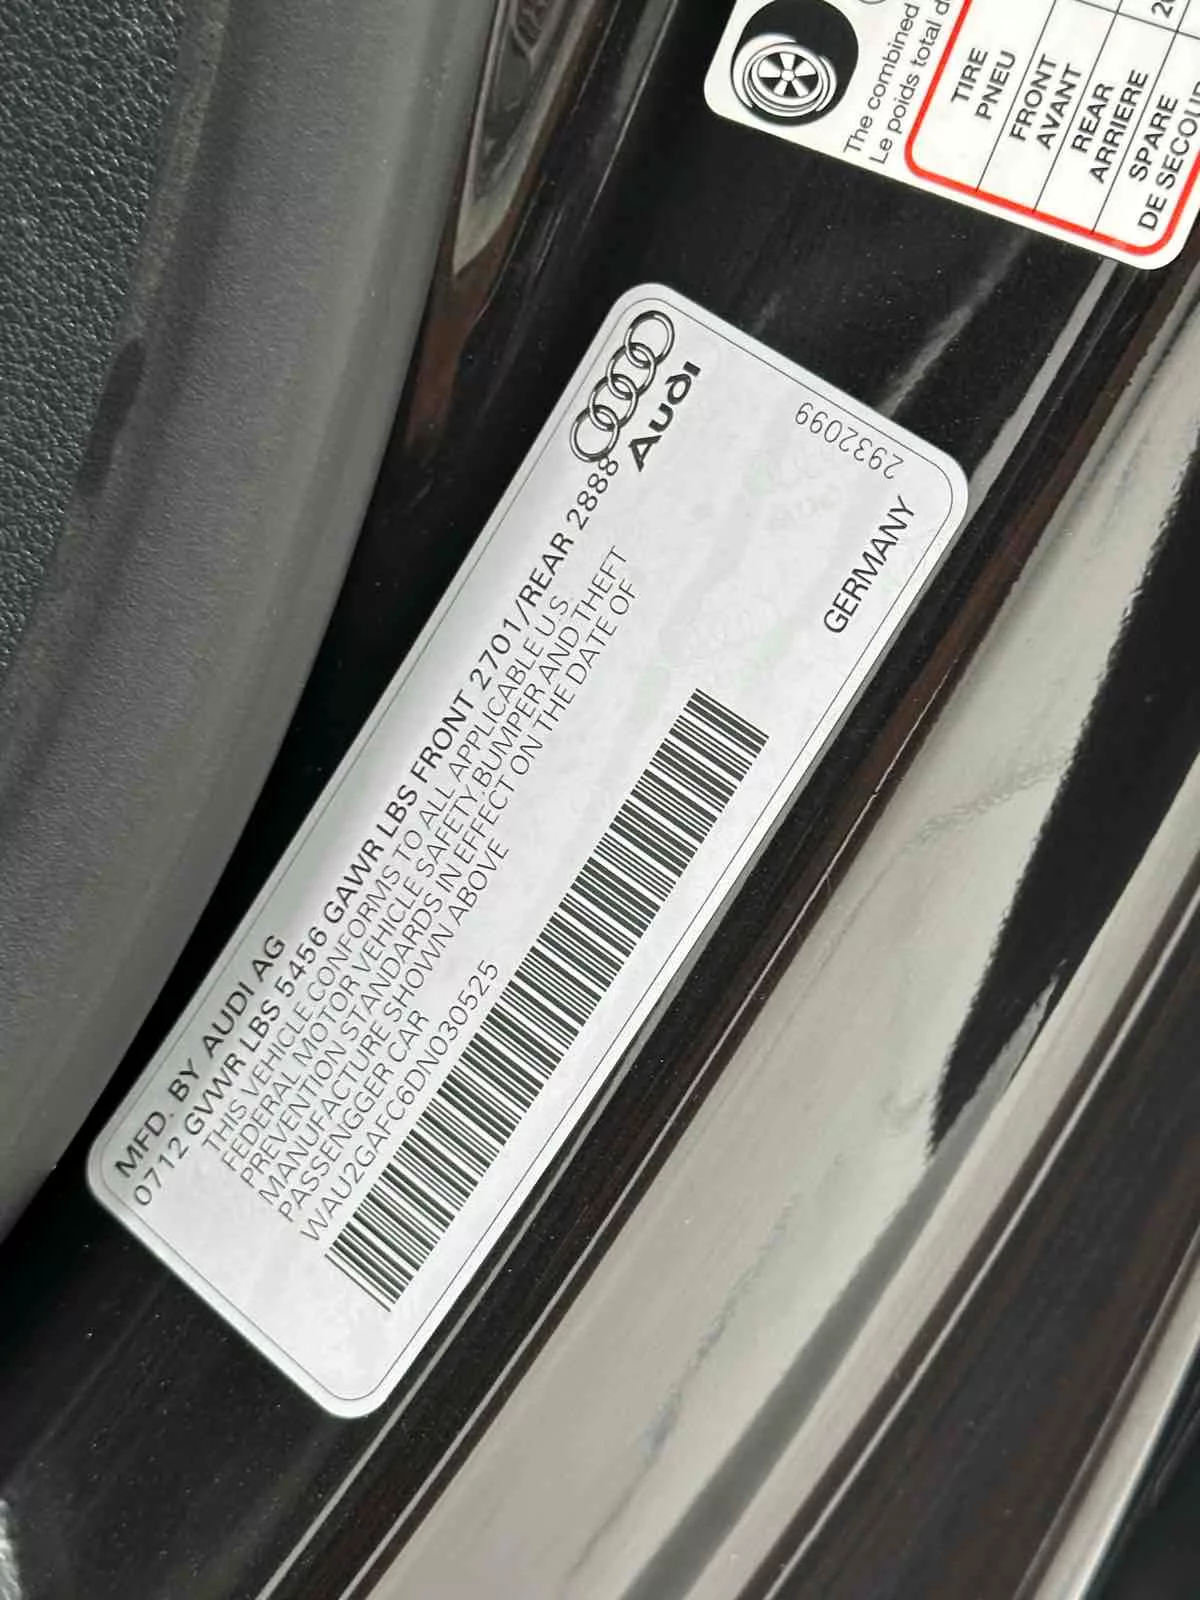 The combined
Le poids total d
TIRE
PNEU
FRONT
AVANT
REAR
ARRIERE
SPARE
DE SECOUR
Audi
MFD. BY AUDI AG
0712 GVWR LBS 5456 GAWR LBS FRONT 2701/REAR 2888
THIS VEHICLE CONFORMS TO ALL APPLICABLE U.S.
FEDERAL MOTOR VEHICLE SAFETY,BUMPER AND THEFT
PREVENTION STANDARDS IN EFFECT ON THE DATE OF
MANUFACTURE SHOWN ABOVE
PASSENGGER CAR
WAU2GAFC6DN030525
GERMANY
2932099